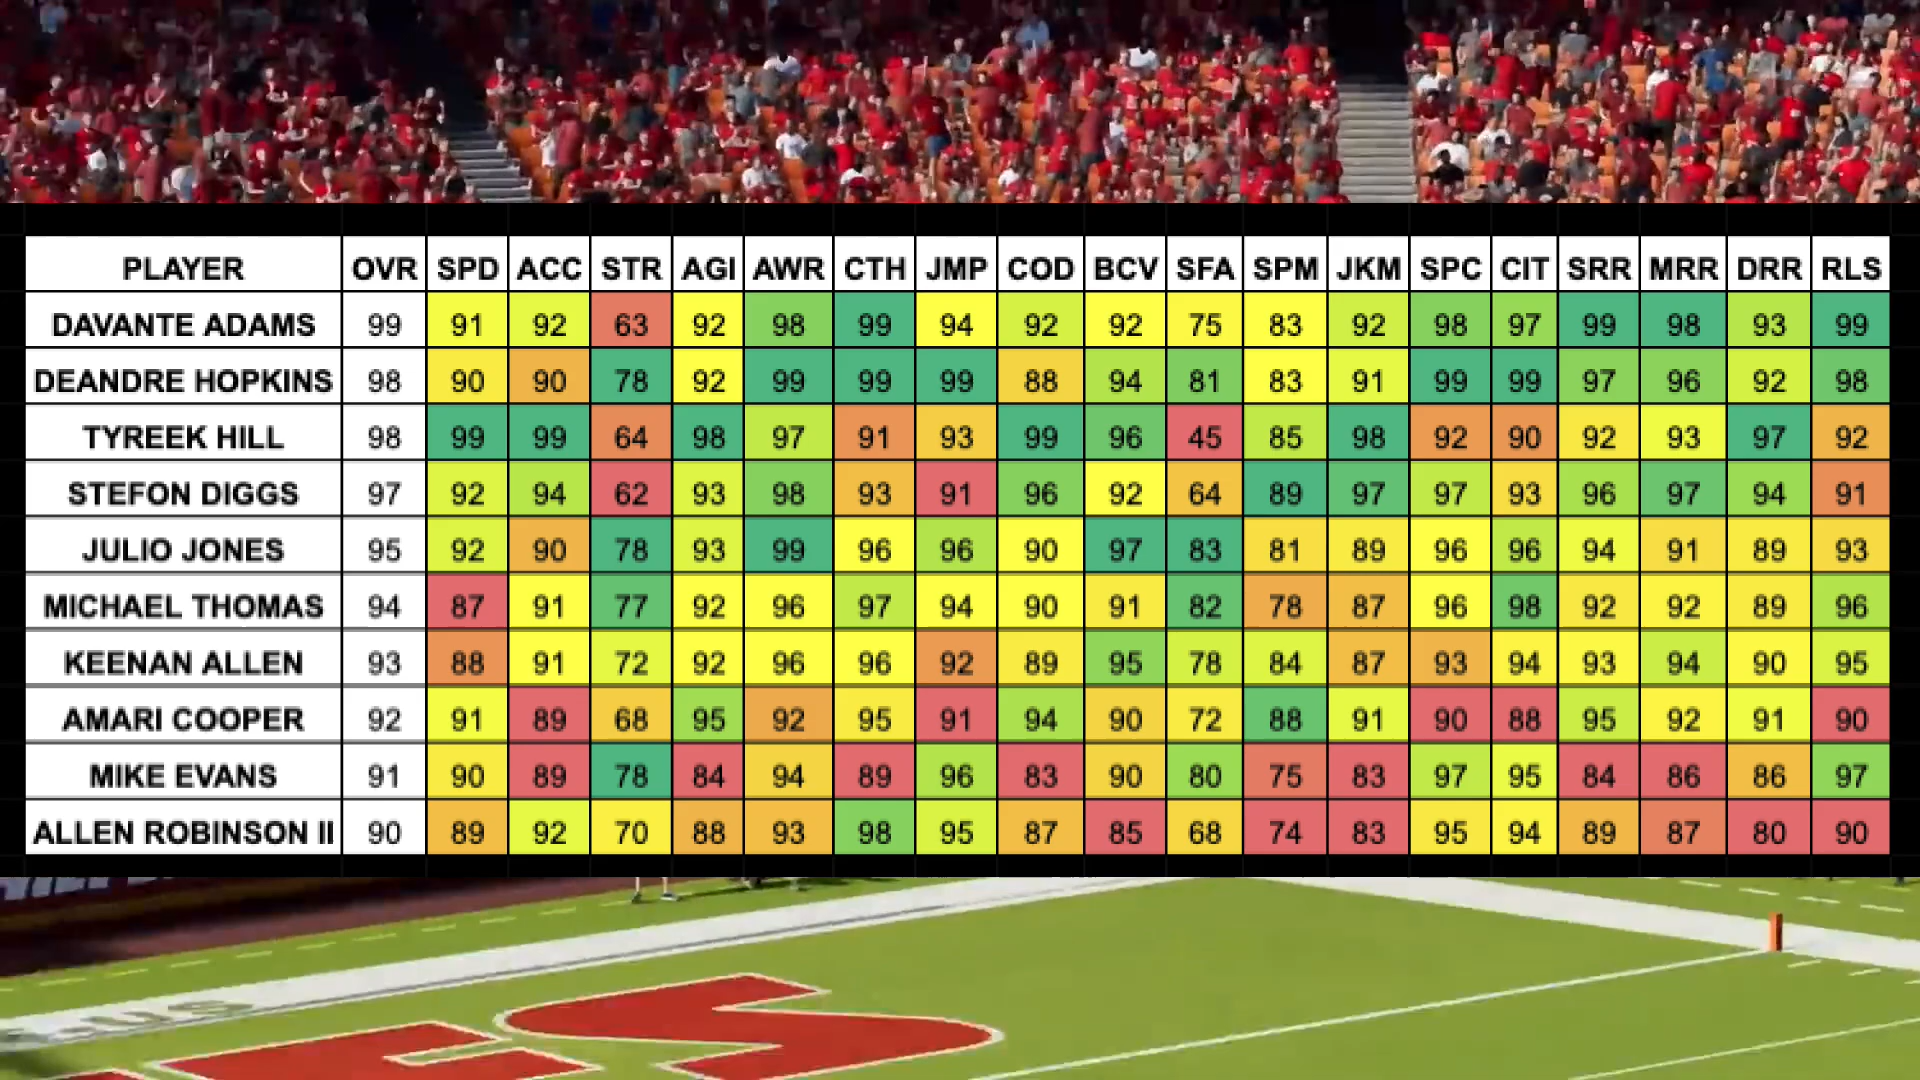 PLAYER OVR SPD ACC STR AGI AWR CTH JMP COD BCV SFA SPM JKM SPC CIT SRR MRR DRR RLS
DAVANTE ADAMS 99 91 92 63 92 98 99 94 92 92 75 83 92 98 97 99 98 93 99
DEANDRE HOPKINS 98 90 90 78 92 99 99 99 88 94 81 83 91 99 99 97 96 92 98
TYREEK HILL 98 99 99 64 98 97 91 93 99 96 45 85 98 92 90 92 93 97 92
STEFON DIGGS 97 92 94 62 93 98 93 91 96 92 64 89 97 97 93 96 97 94 91
JULIO JONES 95 92 90 78 93 99 96 96 90 97 83 81 89 96 96 94 91 89 93
MICHAEL THOMAS 94 87 91 77 92 96 97 94 90 91 82 78 87 96 98 92 92 89 96
KEENAN ALLEN 93 88 91 72 92 96 96 92 89 95 78 84 87 93 94 93 94 90 95
AMARI COOPER 92 91 89 68 95 92 95 91 94 90 72 88 91 90 88 95 92 91 90
MIKE EVANS 91 90 89 78 84 94 89 96 83 90 80 75 83 97 95 84 86 86 97
ALLEN ROBINSON II 90 89 92 70 88 93 98 95 87 85 68 74 83 95 94 89 87 80 90